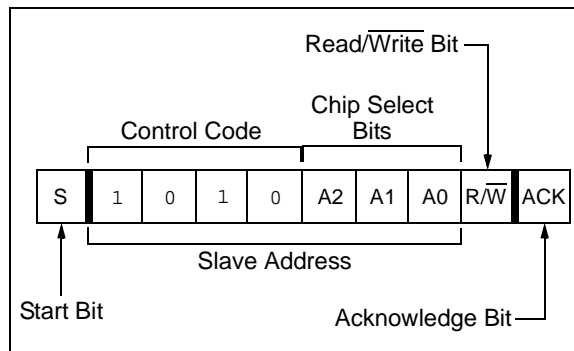 Read/Write Bit
Chip Select
Bits
Control Code
S 1 0 1 0 A2 A1 A0 R/W ACK
Slave Address
Start Bit
Acknowledge Bit